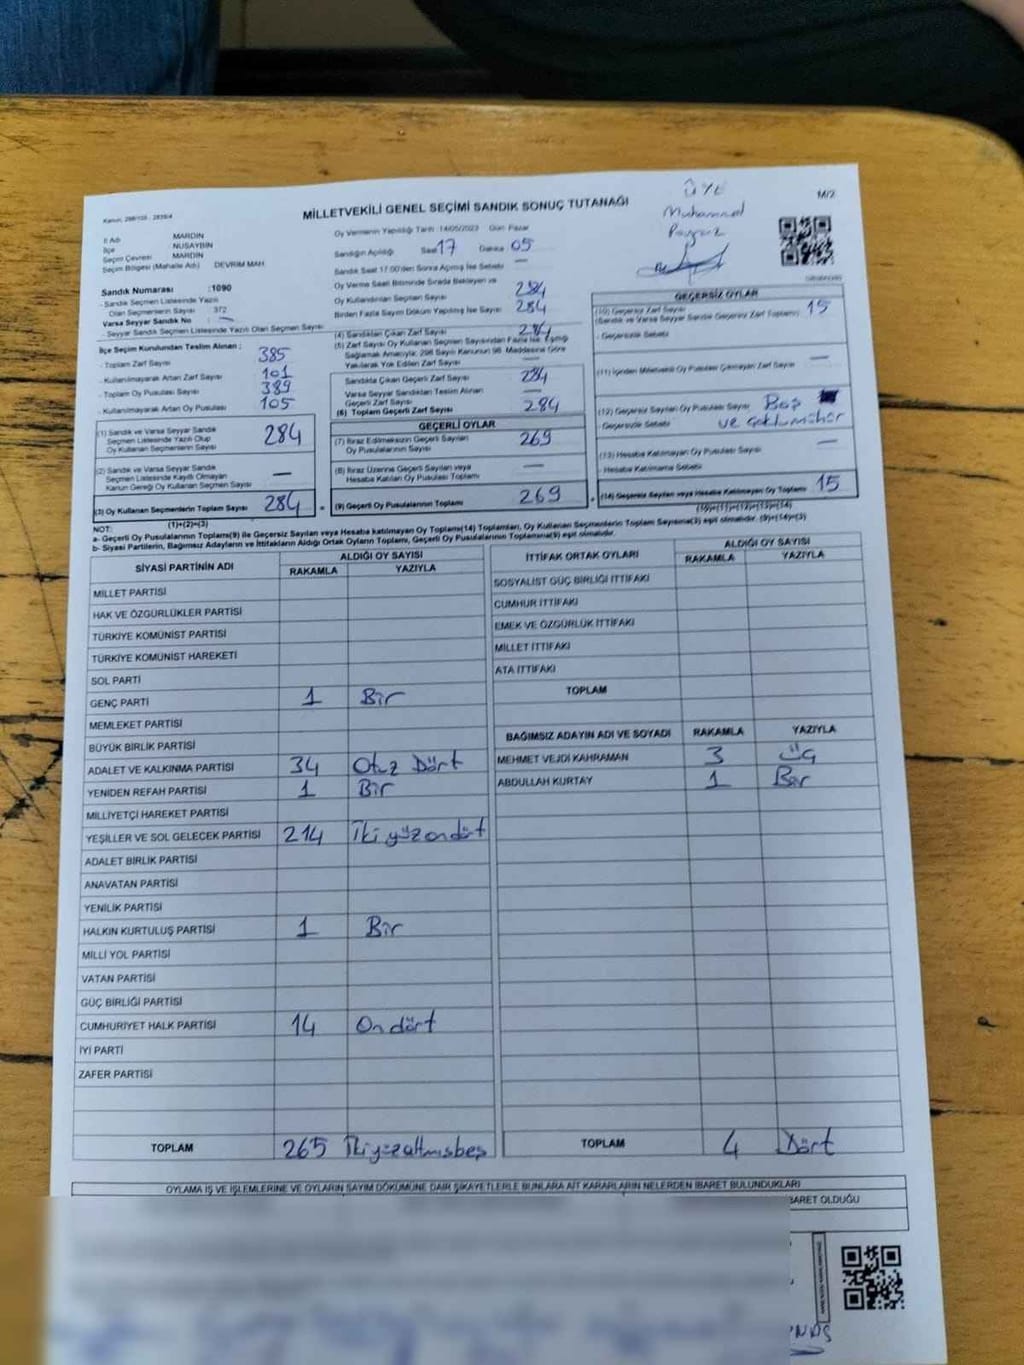 Kanun, 298/105 - 2839/4
MİLLETVEKİLİ GENEL SEÇİMİ SANDIK SONUÇ TUTANAĞI
M/2
ÜYE
Muhammed
İl Adı MARDİN
İlçe NUSAYBİN
Seçim Çevresi MARDİN
Seçim Bölgesi (Mahalle Adı) DEVRİM MAH.
Sandık Numarası :1090
- Sandık Seçmen Listesinde Yazılı
Olan Seçmenlerin Sayısı 372
Varsa Seyyar Sandık No : —
- Seyyar Sandık Seçmen Listesinde Yazılı Olan Seçmen Sayısı
İlçe Seçim Kurulundan Teslim Alınan ;
- Toplam Zarf Sayısı 385
- Kullanılmayarak Artan Zarf Sayısı 101
- Toplam Oy Pusulası Sayısı 389
- Kullanılmayarak Artan Oy Pusulası 105
(1) Sandık ve Varsa Seyyar Sandık
Seçmen Listesinde Yazılı Olup
Oy Kullanan Seçmenlerin Sayısı 284
(2) Sandık ve Varsa Seyyar Sandık
Seçmen Listesinde Kayıtlı Olmayan
Kanun Gereği Oy Kullanan Seçmen Sayısı —
(3) Oy Kullanan Seçmenlerin Toplam Sayısı 284
(1)+(2)=(3)
Oy Vermenin Yapıldığı Tarih : 14/05/2023 Gün: Pazar
Sandığın Açıldığı Saat 17 Dakika 05
Sandık Saat 17:00'den Sonra Açılmış İse Sebebi —
Oy Verme Saati Bitiminde Sırada Bekleyen ve
Oy Kullandırılan Seçmen Sayısı 284
Birden Fazla Sayım Döküm Yapılmış İse Sayısı 284
(4) Sandıktan Çıkan Zarf Sayısı 284
(5) Zarf Sayısı Oy Kullanan Seçmen Sayısından Fazla İse, Eşitliği
Sağlamak Amacıyla; 298 Sayılı Kanunun 98. Maddesine Göre
Yakılarak Yok Edilen Zarf Sayısı —
Sandıkta Çıkan Geçerli Zarf Sayısı 284
Varsa Seyyar Sandıktan Teslim Alınan
Geçerli Zarf Sayısı —
(6) Toplam Geçerli Zarf Sayısı 284
GEÇERLİ OYLAR
(7) İtiraz Edilmeksizin Geçerli Sayılan
Oy Pusulalarının Sayısı 269
(8) İtiraz Üzerine Geçerli Sayılan veya
Hesaba Katılan Oy Pusulası Toplamı —
= (9) Geçerli Oy Pusulalarının Toplamı 269
GEÇERSİZ OYLAR
(10) Geçersiz Zarf Sayısı 15
(Sandık ve Varsa Seyyar Sandık Geçersiz Zarf Toplamı)
- Geçersizlik Sebebi
(11) İçinden Milletvekili Oy Pusulası Çıkmayan Zarf Sayısı —
(12) Geçersiz Sayılan Oy Pusulası Sayısı Boş
- Geçersizlik Sebebi ve çoklumühür
(13) Hesaba Katılmayan Oy Pusulası Sayısı —
- Hesaba Katılmama Sebebi
+ (14) Geçersiz Sayılan veya Hesaba Katılmayan Oy Toplamı 15
(10)+(11)+(12)+(13)=(14)
NOT:
a- Geçerli Oy Pusulalarının Toplamı(9) ile Geçersiz Sayılan veya Hesaba katılmayan Oy Toplamı(14) Toplamları, Oy Kullanan Seçmenlerin Toplam Sayısına(3) eşit olmalıdır. (9)+(14)=(3)
b- Siyasi Partilerin, Bağımsız Adayların ve İttifakların Aldığı Ortak Oyların Toplamı, Geçerli Oy Pusulalarının Toplamına(9) eşit olmalıdır.
SİYASİ PARTİNİN ADI ALDIĞI OY SAYISI
RAKAMLA YAZIYLA
MİLLET PARTİSİ
HAK VE ÖZGÜRLÜKLER PARTİSİ
TÜRKİYE KOMÜNİST PARTİSİ
TÜRKİYE KOMÜNİST HAREKETİ
SOL PARTİ
GENÇ PARTİ 1 Bir
MEMLEKET PARTİSİ
BÜYÜK BİRLİK PARTİSİ
ADALET VE KALKINMA PARTİSİ 34 Otuz Dört
YENİDEN REFAH PARTİSİ 1 Bir
MİLLİYETÇİ HAREKET PARTİSİ
YEŞİLLER VE SOL GELECEK PARTİSİ 214 İki yüz ondört
ADALET BİRLİK PARTİSİ
ANAVATAN PARTİSİ
YENİLİK PARTİSİ
HALKIN KURTULUŞ PARTİSİ 1 Bir
MİLLİ YOL PARTİSİ
VATAN PARTİSİ
GÜÇ BİRLİĞİ PARTİSİ
CUMHURİYET HALK PARTİSİ 14 On dört
İYİ PARTİ
ZAFER PARTİSİ
TOPLAM 265 İkiyüzaltmışbeş
İTTİFAK ORTAK OYLARI ALDIĞI OY SAYISI
RAKAMLA YAZIYLA
SOSYALİST GÜÇ BİRLİĞİ İTTİFAKI
CUMHUR İTTİFAKI
EMEK VE ÖZGÜRLÜK İTTİFAKI
MİLLET İTTİFAKI
ATA İTTİFAKI
TOPLAM
BAĞIMSIZ ADAYIN ADI VE SOYADI RAKAMLA YAZIYLA
MEHMET VEJDİ KAHRAMAN 3 Üç
ABDULLAH KURTAY 1 Bir
TOPLAM 4 Dört
OYLAMA İŞ VE İŞLEMLERİNE VE OYLARIN SAYIM DÖKÜMÜNE DAİR ŞİKAYETLERLE BUNLARA AİT KARARLARIN NELERDEN İBARET BULUNDUKLARI
BARET OLDUĞU